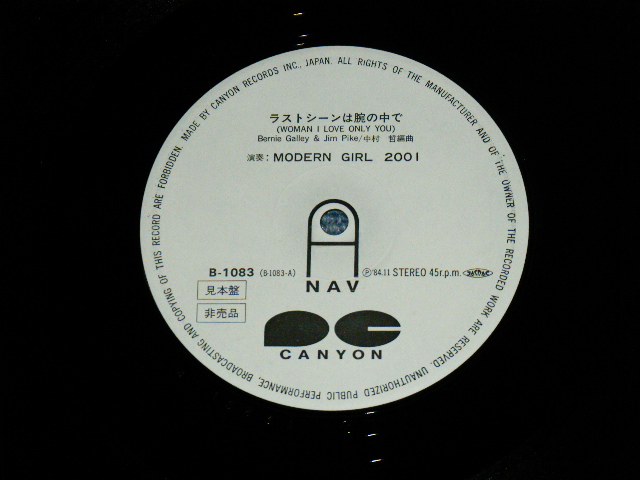 MADE BY CANYON RECORDS INC., JAPAN. ALL RIGHTS OF THE MANUFACTURER AND OF THE OWNER OF THE RECORDED WORK ARE RESERVED. UNAUTHORIZED PUBLIC PERFORMANCE, BROADCASTING AND COPYING OF THIS RECORD ARE FORBIDDEN.
ラストシーンは腕の中で
(WOMAN I LOVE ONLY YOU)
Bernie Galley & Jim Pike/中村 哲編曲
演奏: MODERN GIRL 2001
A
B-1083 (B-1083-A) Ⓟ'84.11 STEREO 45r.p.m.
NAV
見本盤
非売品
CANYON